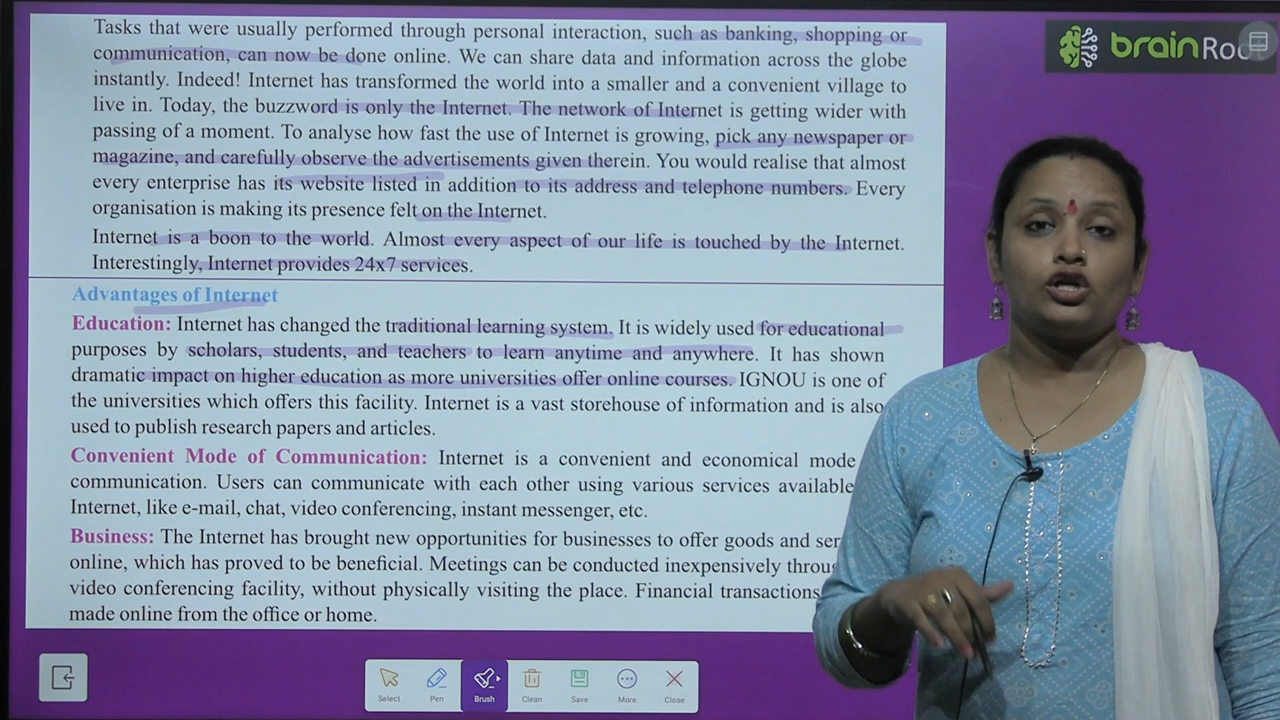 Tasks that were usually performed through personal interaction, such as banking, shopping or
communication, can now be done online. We can share data and information across the globe
instantly. Indeed! Internet has transformed the world into a smaller and a convenient village to
live in. Today, the buzzword is only the Internet. The network of Internet is getting wider with
passing of a moment. To analyse how fast the use of Internet is growing, pick any newspaper or
magazine, and carefully observe the advertisements given therein. You would realise that almost
every enterprise has its website listed in addition to its address and telephone numbers. Every
organisation is making its presence felt on the Internet.
Internet is a boon to the world. Almost every aspect of our life is touched by the Internet.
Interestingly, Internet provides 24x7 services.
Advantages of Internet
Education: Internet has changed the traditional learning system. It is widely used for educational
purposes by scholars, students, and teachers to learn anytime and anywhere. It has shown
dramatic impact on higher education as more universities offer online courses. IGNOU is one of
the universities which offers this facility. Internet is a vast storehouse of information and is also
used to publish research papers and articles.
Convenient Mode of Communication: Internet is a convenient and economical mode
communication. Users can communicate with each other using various services available
Internet, like e-mail, chat, video conferencing, instant messenger, etc.
Business: The Internet has brought new opportunities for businesses to offer goods and
online, which has proved to be beneficial. Meetings can be conducted inexpensively
video conferencing facility, without physically visiting the place. Financial transactions
made online from the office or home.
brain
Select Pen Brush Clean Save More Close